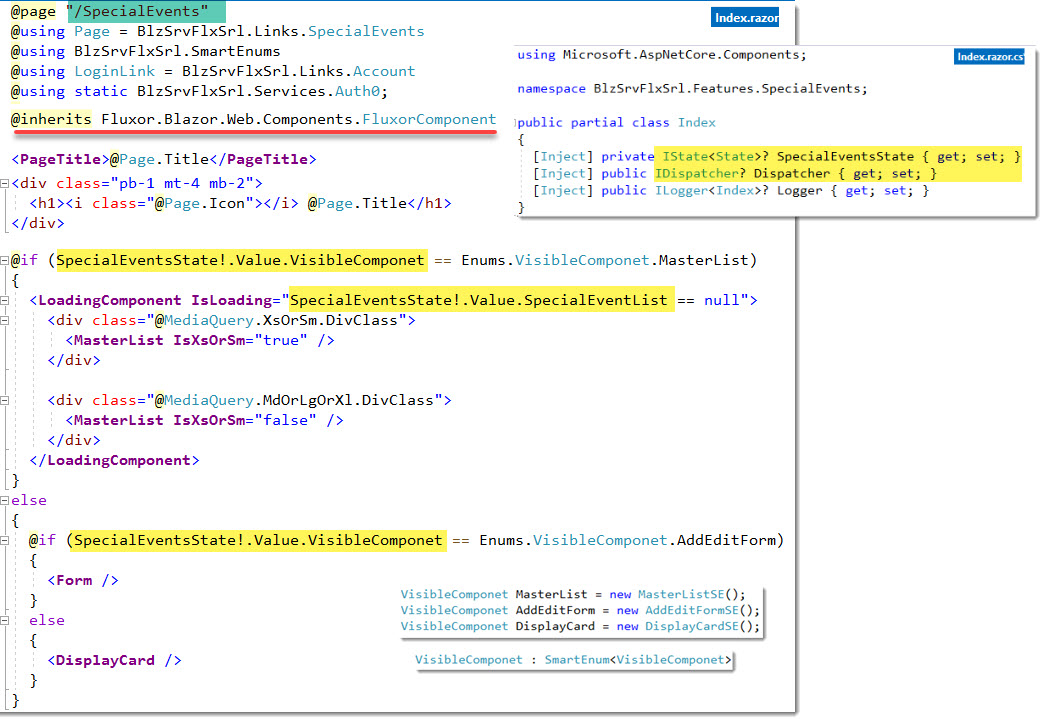 @page "/SpecialEvents"
Index.razor
@using Page = BlzSrvFlxSrl.Links.SpecialEvents
@using BlzSrvFlxSrl.SmartEnums
@using LoginLink = BlzSrvFlxSrl.Links.Account
@using static BlzSrvFlxSrl.Services.Auth0;
@inherits Fluxor.Blazor.Web.Components.FluxorComponent
<PageTitle>@Page.Title</PageTitle>
<div class="pb-1 mt-4 mb-2">
<h1><i class="@Page.Icon"></i> @Page.Title</h1>
</div>
@if (SpecialEventsState!.Value.VisibleComponet == Enums.VisibleComponet.MasterList)
{
<LoadingComponent IsLoading="SpecialEventsState!.Value.SpecialEventList == null">
<div class="@MediaQuery.XsOrSm.DivClass">
<MasterList IsXsOrSm="true" />
</div>
<div class="@MediaQuery.MdOrLgOrXl.DivClass">
<MasterList IsXsOrSm="false" />
</div>
</LoadingComponent>
}
else
{
@if (SpecialEventsState!.Value.VisibleComponet == Enums.VisibleComponet.AddEditForm)
{
<Form />
}
else
{
<DisplayCard />
}
}
using Microsoft.AspNetCore.Components;
Index.razor.cs
namespace BlzSrvFlxSrl.Features.SpecialEvents;
public partial class Index
{
[Inject] private IState<State>? SpecialEventsState { get; set; }
[Inject] public IDispatcher? Dispatcher { get; set; }
[Inject] public ILogger<Index>? Logger { get; set; }
}
VisibleComponet MasterList = new MasterListSE();
VisibleComponet AddEditForm = new AddEditFormSE();
VisibleComponet DisplayCard = new DisplayCardSE();
VisibleComponet : SmartEnum<VisibleComponet>